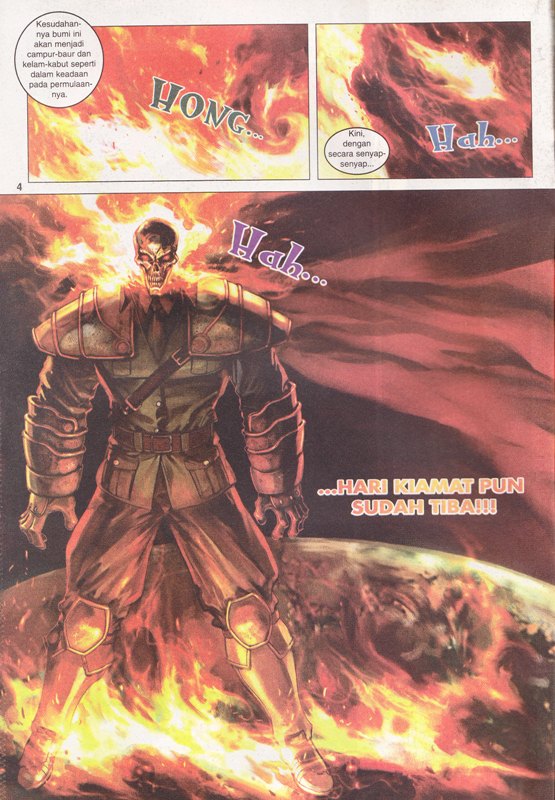 Kesudahan-
nya bumi ini
akan menjadi
campur-baur dan
kelam-kabut seperti
dalam keadaan
pada permulaan-
nya.
HONG...
Kini,
dengan
secara senyap-
senyap...
Hah...
4
Hah...
...HARI KIAMAT PUN
SUDAH TIBA!!!